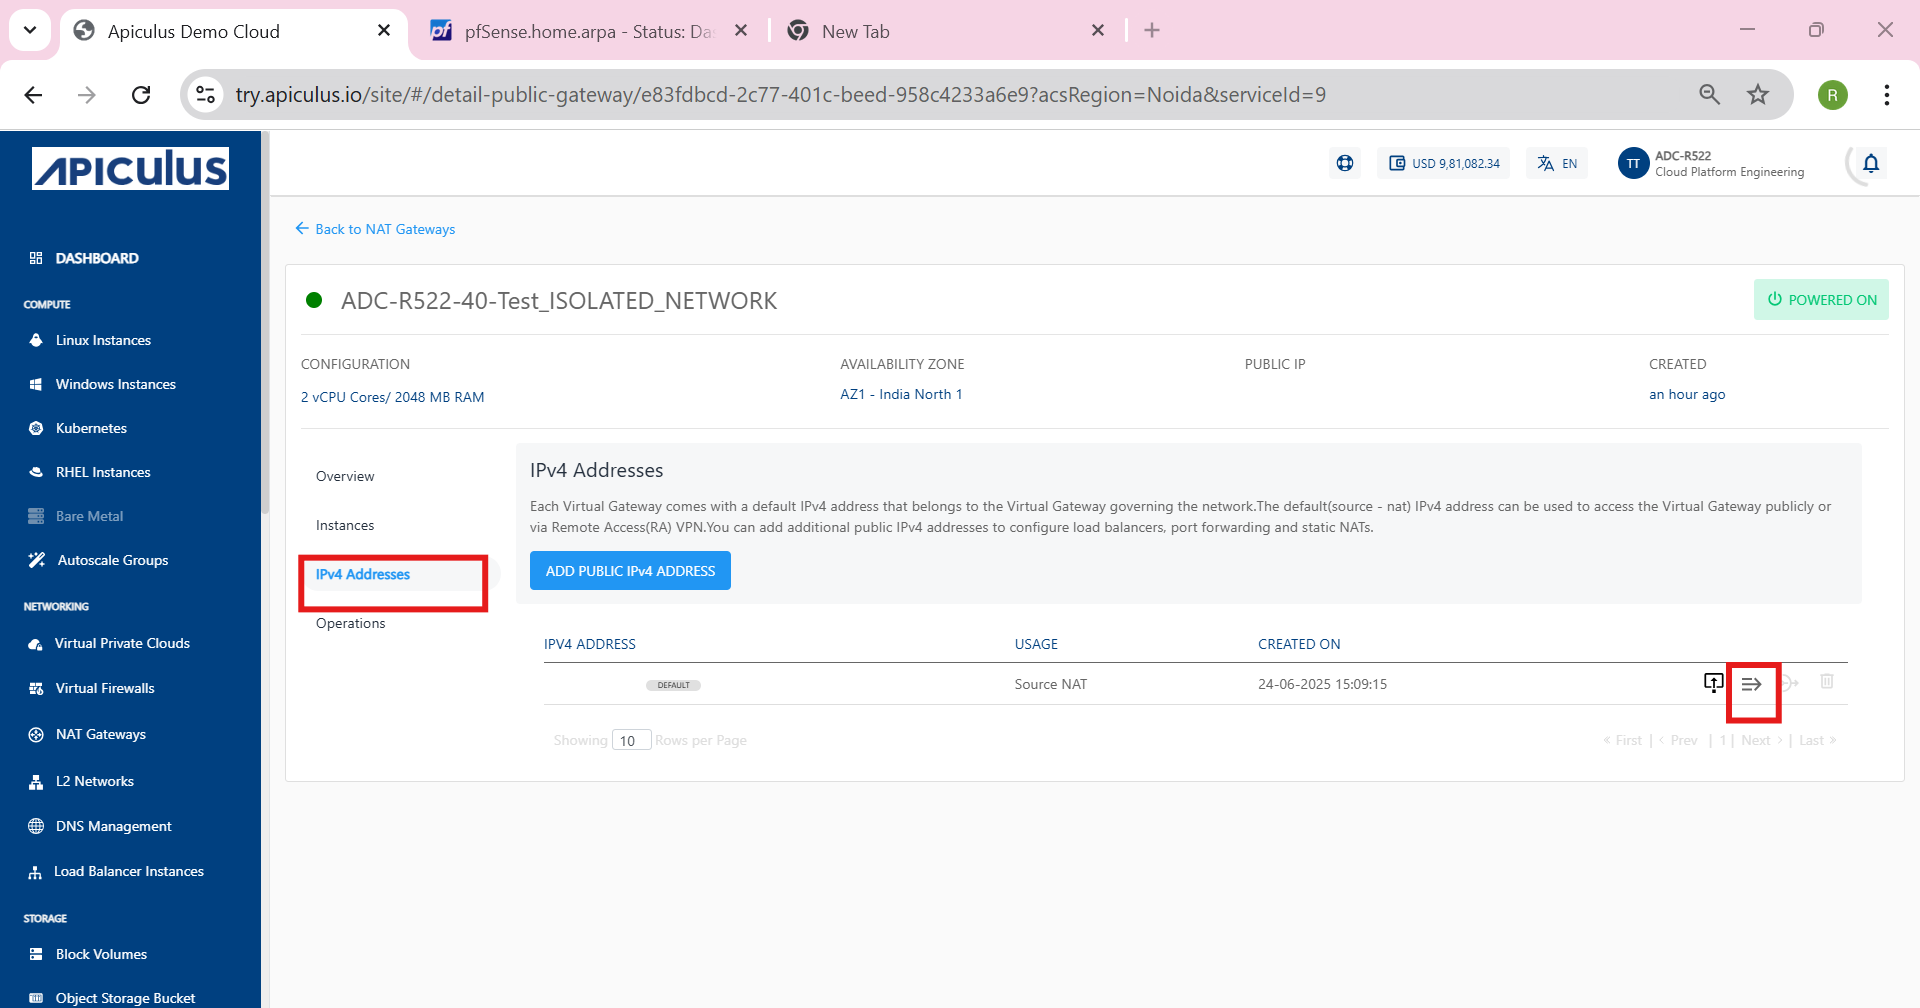 Apiculus Demo Cloud
pfSense.home.arpa - Status: Da
New Tab
try.apiculus.io/site/#/detail-public-gateway/e83fdbcd-2c77-401c-beed-958c4233a6e9?acsRegion=Noida&serviceId=9
R
APICULUS
USD 9,81,082.34
EN
TT
ADC-R522
Cloud Platform Engineering
Back to NAT Gateways
DASHBOARD
COMPUTE
Linux Instances
Windows Instances
Kubernetes
RHEL Instances
Bare Metal
Autoscale Groups
NETWORKING
Virtual Private Clouds
Virtual Firewalls
NAT Gateways
L2 Networks
DNS Management
Load Balancer Instances
STORAGE
Block Volumes
Object Storage Bucket
ADC-R522-40-Test_ISOLATED_NETWORK
POWERED ON
CONFIGURATION
2 vCPU Cores/ 2048 MB RAM
AVAILABILITY ZONE
AZ1 - India North 1
PUBLIC IP
CREATED
an hour ago
Overview
Instances
IPv4 Addresses
Operations
IPv4 Addresses
Each Virtual Gateway comes with a default IPv4 address that belongs to the Virtual Gateway governing the network.The default(source - nat) IPv4 address can be used to access the Virtual Gateway publicly or
via Remote Access(RA) VPN.You can add additional public IPv4 addresses to configure load balancers, port forwarding and static NATs.
ADD PUBLIC IPv4 ADDRESS
IPV4 ADDRESS USAGE CREATED ON
DEFAULT Source NAT 24-06-2025 15:09:15
Showing 10 Rows per Page
« First | ‹ Prev | 1 | Next › | Last »